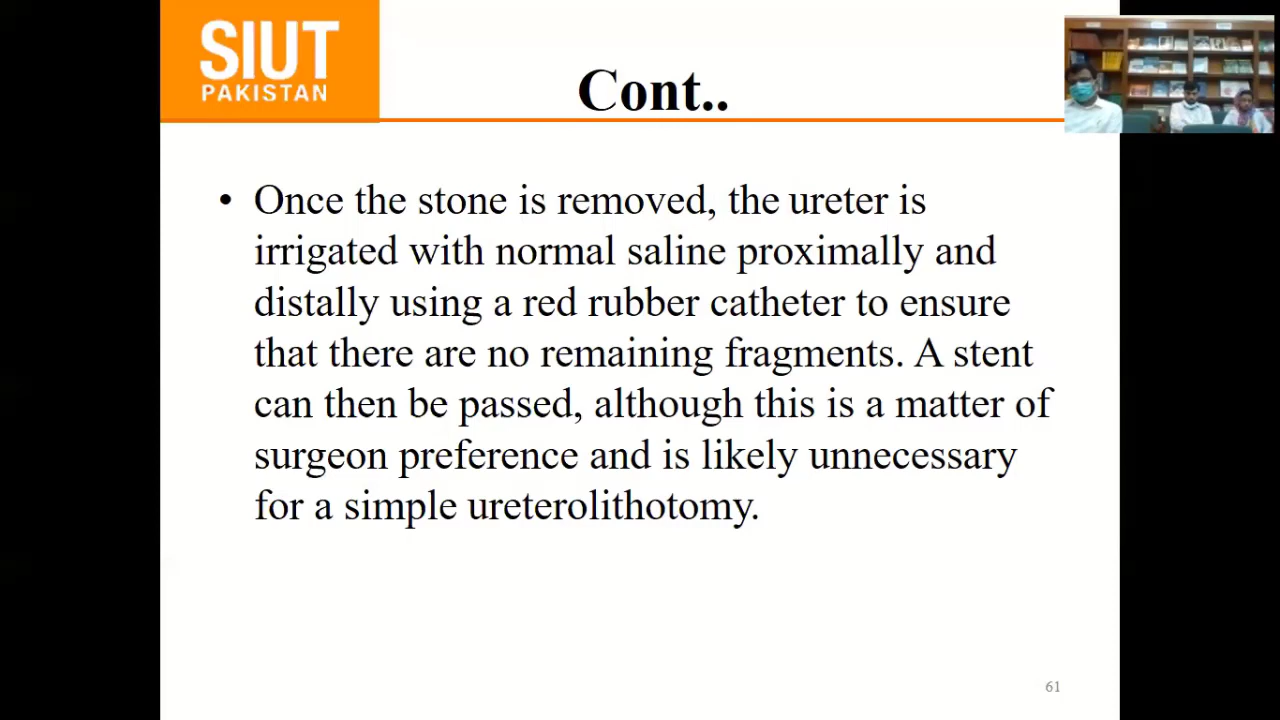 SIUT
PAKISTAN
Cont..
• Once the stone is removed, the ureter is
irrigated with normal saline proximally and
distally using a red rubber catheter to ensure
that there are no remaining fragments. A stent
can then be passed, although this is a matter of
surgeon preference and is likely unnecessary
for a simple ureterolithotomy.
61